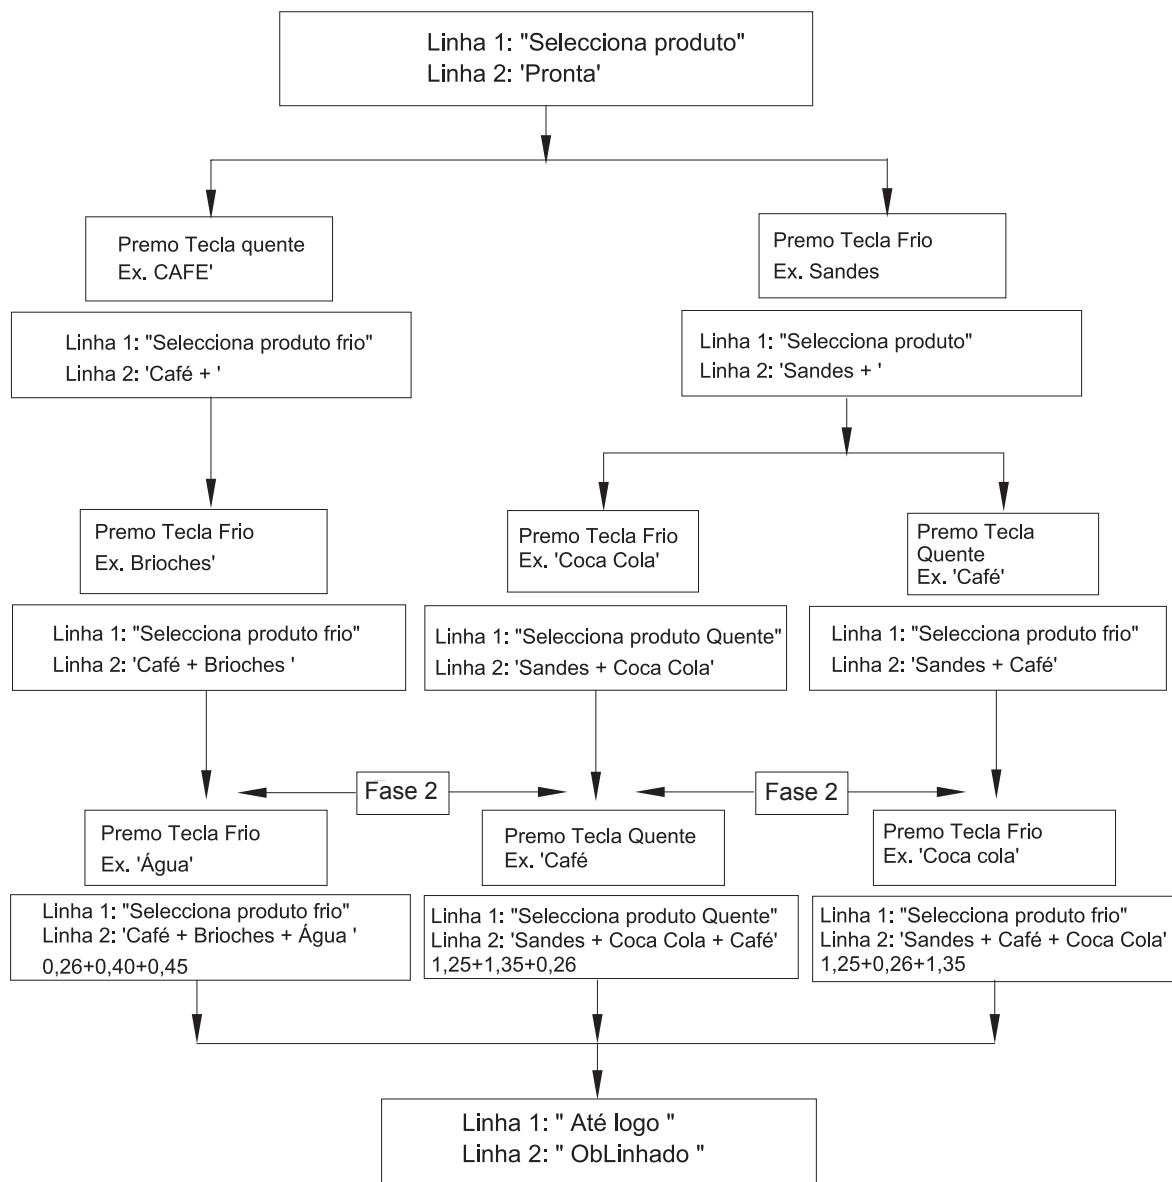 Linha 1: "Selecciona produto"
Linha 2: 'Pronta'
Premo Tecla quente
Ex. CAFE'
Premo Tecla Frio
Ex. Sandes
Linha 1: "Selecciona produto frio"
Linha 2: 'Café + '
Linha 1: "Selecciona produto"
Linha 2: 'Sandes + '
Premo Tecla Frio
Ex. Brioches'
Premo Tecla Frio
Ex. 'Coca Cola'
Premo Tecla
Quente
Ex. 'Café'
Linha 1: "Selecciona produto frio"
Linha 2: 'Café + Brioches '
Linha 1: "Selecciona produto Quente"
Linha 2: 'Sandes + Coca Cola'
Linha 1: "Selecciona produto frio"
Linha 2: 'Sandes + Café'
Fase 2
Fase 2
Premo Tecla Frio
Ex. 'Água'
Premo Tecla Quente
Ex. 'Café
Premo Tecla Frio
Ex. 'Coca cola'
Linha 1: "Selecciona produto frio"
Linha 2: 'Café + Brioches + Água '
0,26+0,40+0,45
Linha 1: "Selecciona produto Quente"
Linha 2: 'Sandes + Coca Cola + Café'
1,25+1,35+0,26
Linha 1: "Selecciona produto frio"
Linha 2: 'Sandes + Café + Coca Cola'
1,25+0,26+1,35
Linha 1: " Até logo "
Linha 2: " ObLinhado "